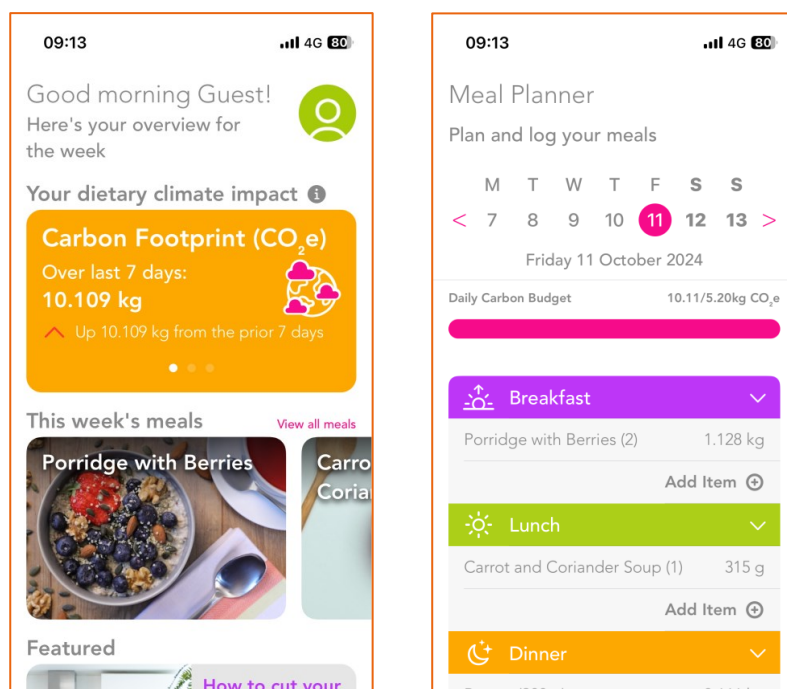 09:13
4G 80
Good morning Guest!
Here's your overview for
the week
Your dietary climate impact
Carbon Footprint (CO₂e)
Over last 7 days:
10.109 kg
Up 10.109 kg from the prior 7 days
This week's meals
View all meals
Porridge with Berries
Carro
Coria
Featured
How to cut your
09:13
4G 80
Meal Planner
Plan and log your meals
M T W T F S S
< 7 8 9 10 11 12 13 >
Friday 11 October 2024
Daily Carbon Budget 10.11/5.20kg CO₂e
Breakfast
Porridge with Berries (2) 1.128 kg
Add Item
Lunch
Carrot and Coriander Soup (1) 315 g
Add Item
Dinner